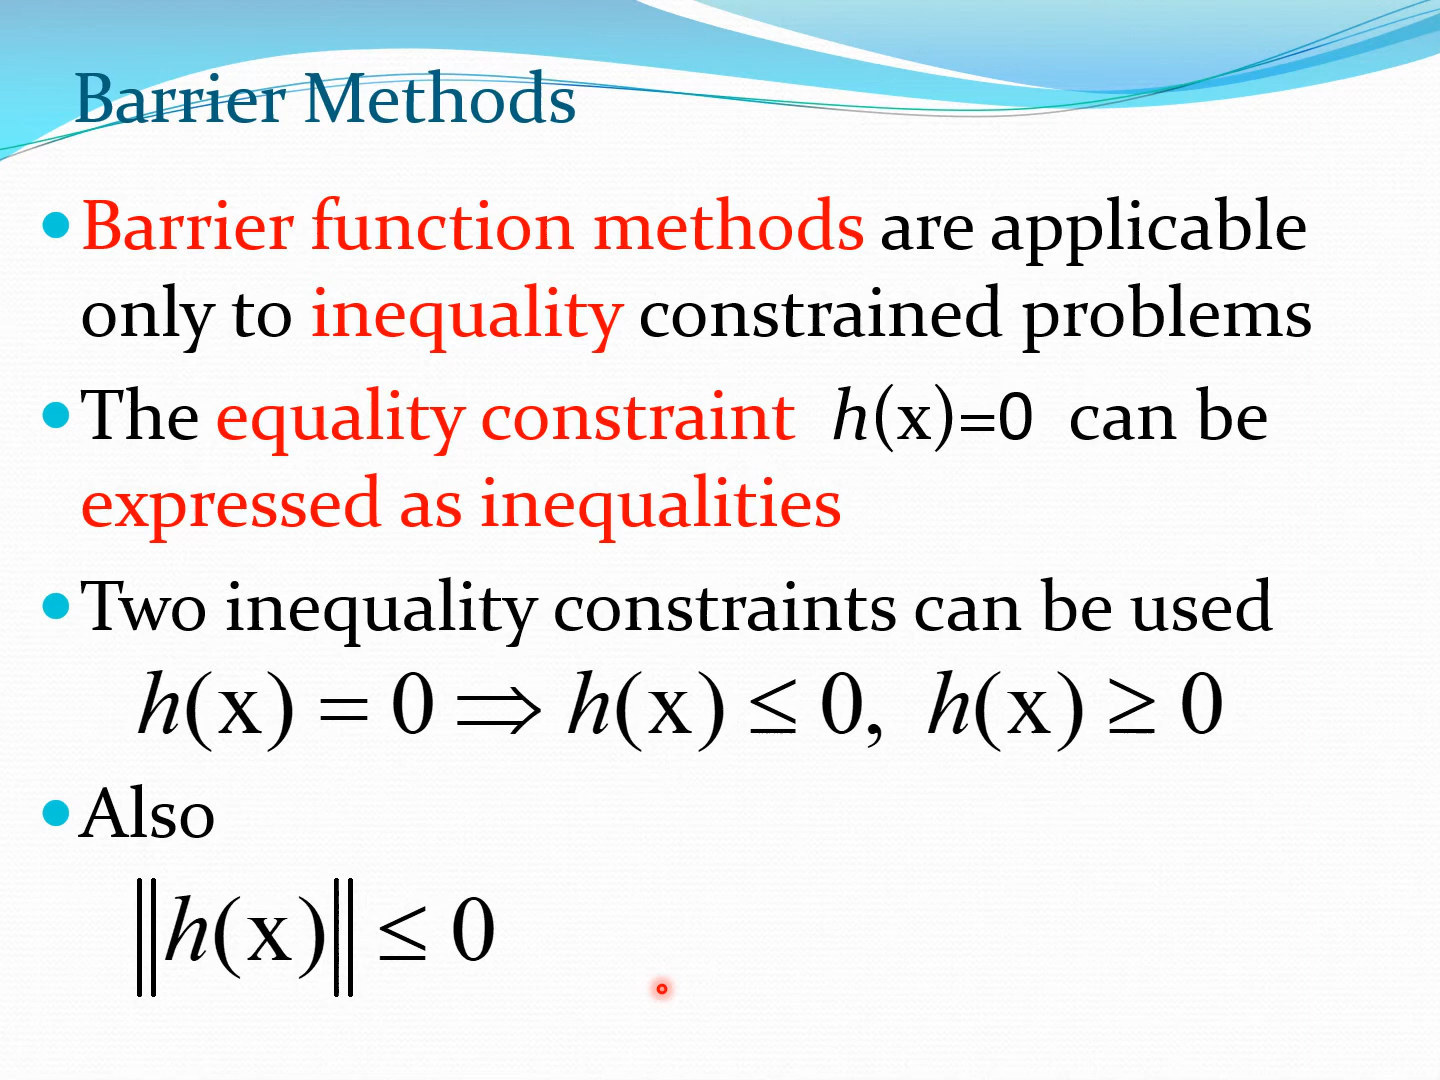 Barrier Methods
•Barrier function methods are applicable
only to inequality constrained problems
•The equality constraint h(x)=0 can be
expressed as inequalities
•Two inequality constraints can be used
h(x) = 0 ⇒ h(x) ≤ 0, h(x) ≥ 0
•Also
‖h(x)‖ ≤ 0